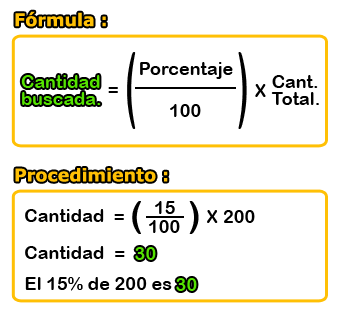 Fórmula :
Cantidad buscada. = ( Porcentaje / 100 ) X Cant. Total.
Procedimiento :
Cantidad = ( 15 / 100 ) X 200
Cantidad = 30
El 15% de 200 es 30